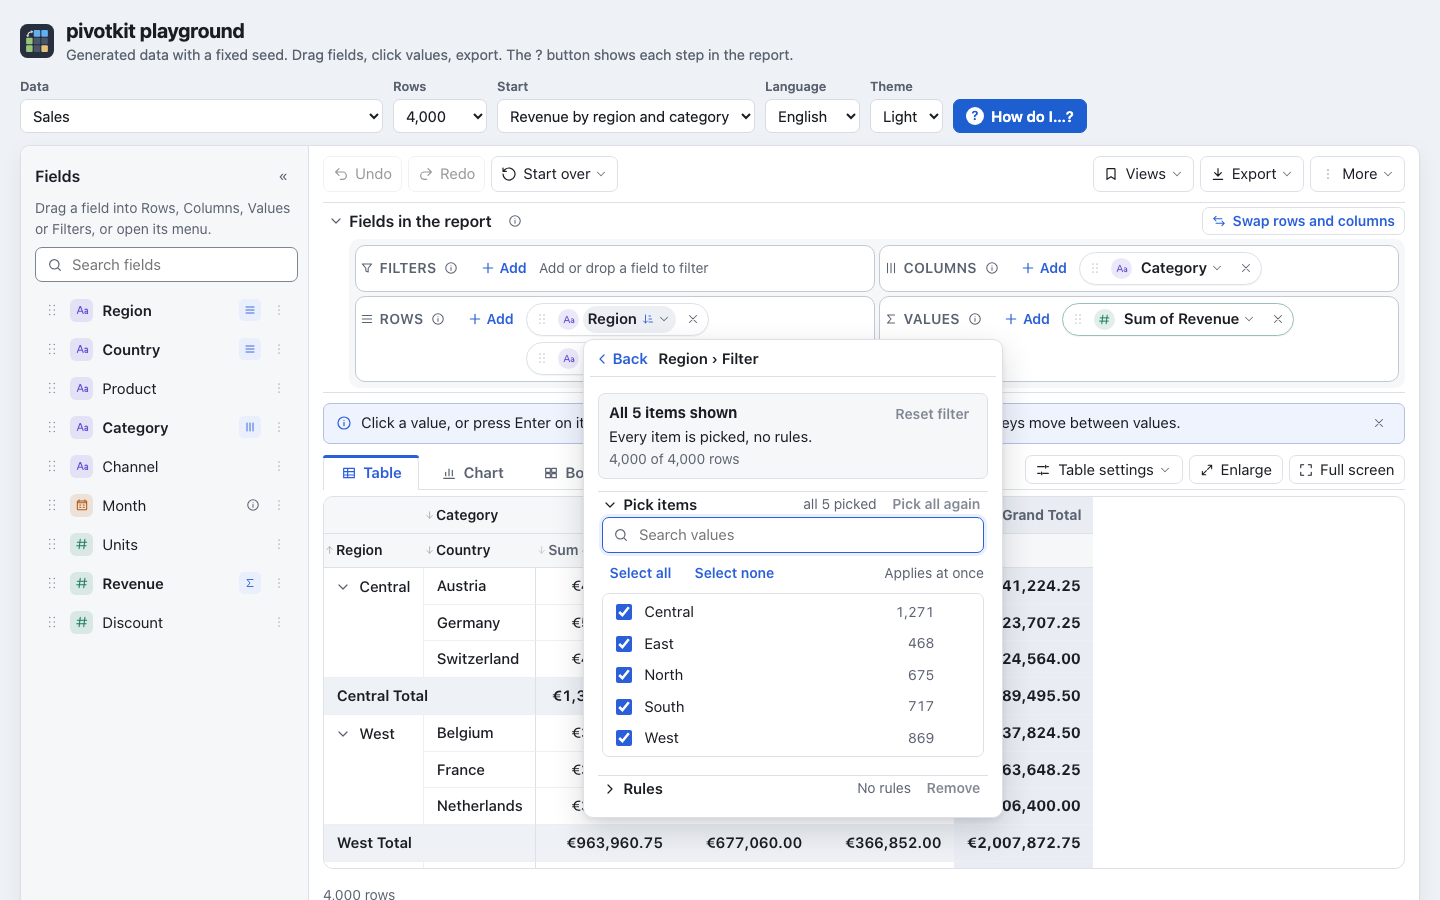 pivotkit playground
Generated data with a fixed seed. Drag fields, click values, export. The ? button shows each step in the report.
Data
Rows
Start
Language
Theme
Sales
4,000
Revenue by region and category
English
Light
? How do I...?
Fields
«
Drag a field into Rows, Columns, Values
or Filters, or open its menu.
Search fields
Aa Region
Aa Country
Aa Product
Aa Category
Aa Channel
Month
# Units
# Revenue Σ
# Discount
Undo
Redo
Start over
Views
Export
More
Fields in the report
Swap rows and columns
FILTERS + Add Add or drop a field to filter
COLUMNS + Add Aa Category
ROWS + Add Aa Region
Aa
Σ VALUES + Add # Sum of Revenue
Back Region › Filter
All 5 items shown
Reset filter
Every item is picked, no rules.
4,000 of 4,000 rows
Pick items all 5 picked Pick all again
Search values
Select all Select none Applies at once
Central 1,271
East 468
North 675
South 717
West 869
Rules No rules Remove
Click a value, or press Enter on
move between values.
Table
Chart
Table settings
Enlarge
Full screen
↓ Category Grand Total
↑ Region ↓ Country ↓ Sum
Central Austria 41,224.25
Germany 23,707.25
Switzerland 24,564.00
Central Total €1,3 89,495.50
West Belgium 37,824.50
France 63,648.25
Netherlands 06,400.00
West Total €963,960.75 €677,060.00 €366,852.00 €2,007,872.75
4,000 rows